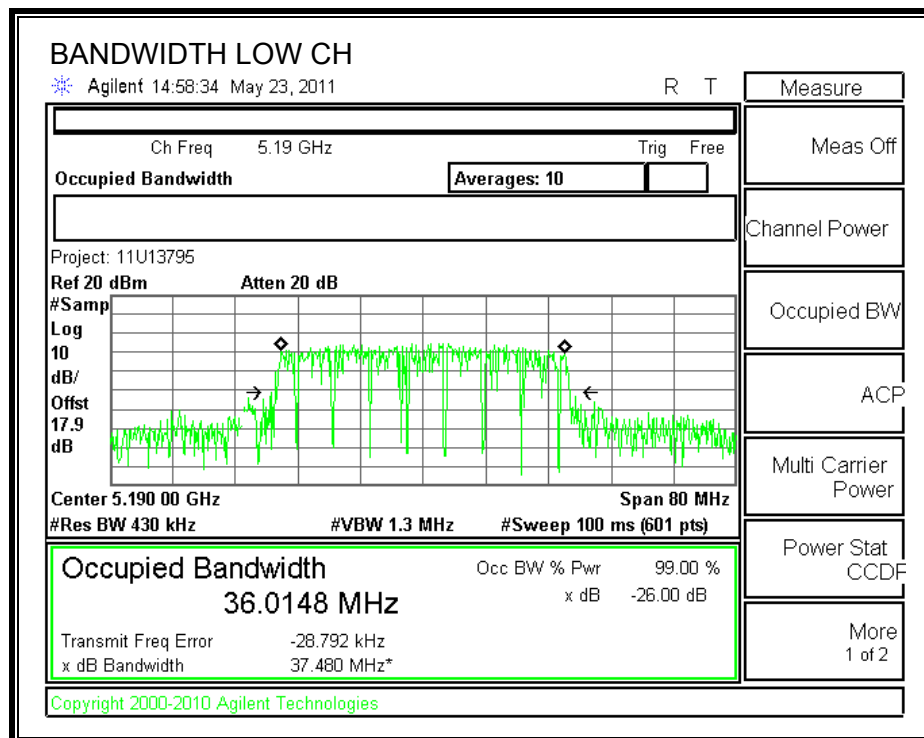 BANDWIDTH LOW CH
Agilent 14:58:34 May 23, 2011 R T
Measure
Ch Freq 5.19 GHz Trig Free
Meas Off
Occupied Bandwidth Averages: 10
Channel Power
Project: 11U13795
Ref 20 dBm Atten 20 dB
#Samp
Log
10
dB/
Offst
17.9
dB
Occupied BW
ACP
Multi Carrier
Power
Center 5.190 00 GHz Span 80 MHz
#Res BW 430 kHz #VBW 1.3 MHz #Sweep 100 ms (601 pts)
Power Stat
CCDF
Occupied Bandwidth Occ BW % Pwr 99.00 %
36.0148 MHz x dB -26.00 dB
Transmit Freq Error -28.792 kHz
x dB Bandwidth 37.480 MHz*
More
1 of 2
Copyright 2000-2010 Agilent Technologies